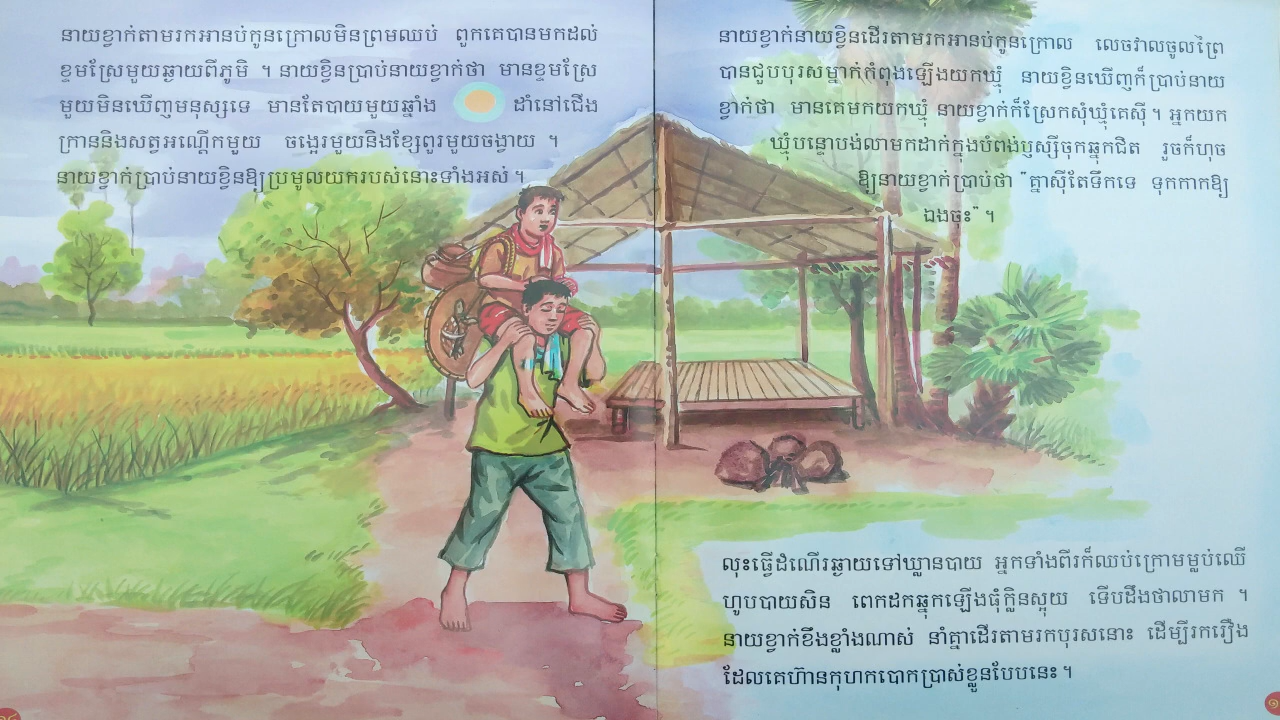 នាយខ្វាក់តាមរកអានបំកូនក្រោលមិនព្រមឈប់ ពួកគេបានមកដល់
ខ្ទមស្រែមួយឆ្ងាយពីភូមិ ។ នាយខ្វិនប្រាប់នាយខ្វាក់ថា មានខ្ទមស្រែ
មួយមិនឃើញមនុស្សទេ មានតែបាយមួយឆ្នាំង ដាំនៅជើង
ក្រាននិងសត្វអណ្តើកមួយ ចង្អេរមួយនិងខ្សែពួរមួយចង្វាយ ។
នាយខ្វាក់ប្រាប់នាយខ្វិនឱ្យប្រមូលយករបស់នោះទាំងអស់ ។
នាយខ្វាក់នាយខ្វិនដើរតាមរកអានបំកូនក្រោល លេចវាលចូលព្រៃ
បានជួបបុរសម្នាក់កំពុងឡើងយកឃ្មុំ នាយខ្វិនឃើញក៏ប្រាប់នាយ
ខ្វាក់ថា មានគេមកយកឃ្មុំ នាយខ្វាក់ក៏ស្រែកសុំឃ្មុំគេស៊ី ។ អ្នកយក
ឃ្មុំបន្ទោបង់លាមកដាក់ក្នុងបំពង់ឫស្សីចុកឆ្នុកជិត រួចក៏ហុច
ឱ្យនាយខ្វាក់ប្រាប់ថា "គ្នាស៊ីតែទឹកទេ ទុកកាកឱ្យ
ឯងចុះ" ។
លុះធ្វើដំណើរឆ្ងាយទៅឃ្លានបាយ អ្នកទាំងពីរក៏ឈប់ក្រោមម្លប់ឈើ
ហូបបាយសិន ពេកដកឆ្នុកឡើងធុំក្លិនស្អុយ ទើបដឹងថាលាមក ។
នាយខ្វាក់ខឹងខ្លាំងណាស់ នាំគ្នាដើរតាមរកបុរសនោះ ដើម្បីរករឿង
ដែលគេហ៊ានកុហកបោកប្រាស់ខ្លួនបែបនេះ ។